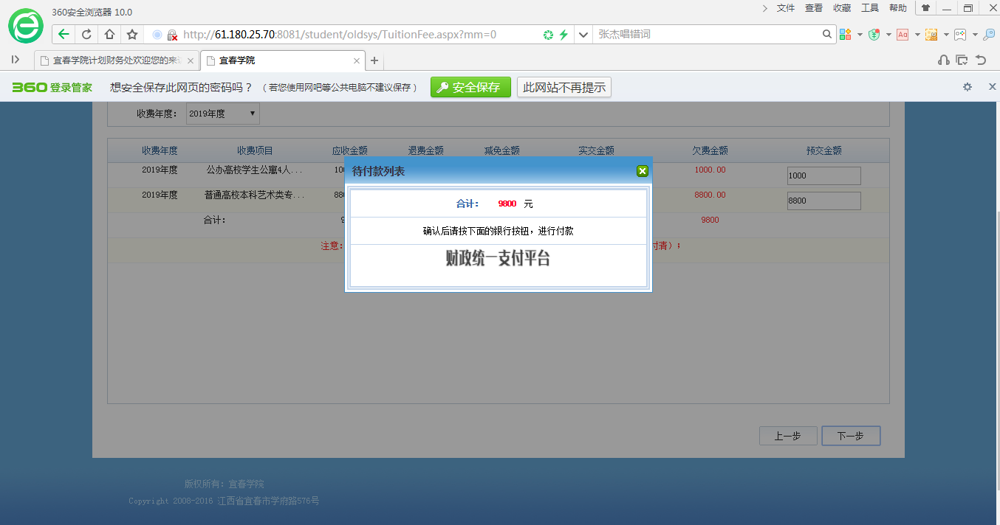 360安全浏览器 10.0
文件 查看 收藏 工具 帮助
http://61.180.25.70:8081/student/oldsys/TuitionFee.aspx?mm=0
张杰唱错词
宜春学院计划财务处欢迎您的来
宜春学院
360 登录管家 想安全保存此网页的密码吗？（若您使用网吧等公共电脑不建议保存） 安全保存 此网站不再提示
收费年度： 2019年度
收费年度 收费项目 应收金额 退费金额 减免金额 实交金额 欠费金额 预交金额
2019年度 公办高校学生公寓4人... 100 1000.00 1000
2019年度 普通高校本科艺术类专... 880 8800.00 8800
合计： 9 9800
注意： 付清）；
待付款列表
合计： 9800 元
确认后请按下面的银行按钮，进行付款
财政统一支付平台
上一步 下一步
版权所有：宜春学院
Copyright 2008-2016 江西省宜春市学府路576号